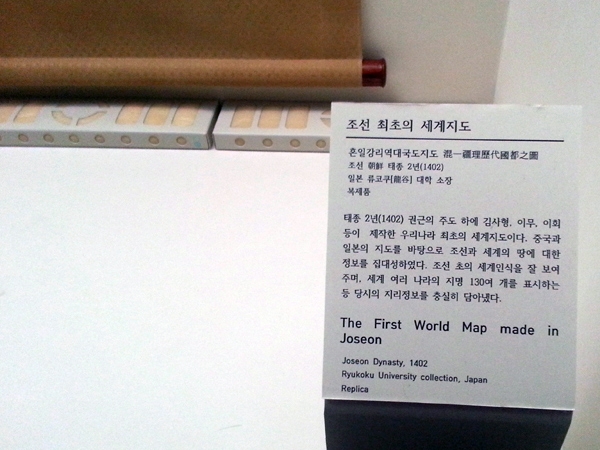 조선 최초의 세계지도
혼일강리역대국도지도 混一疆理歷代國都之圖
조선 朝鮮 태종 2년(1402)
일본 류코쿠[龍谷] 대학 소장
복제품
태종 2년(1402) 권근의 주도 하에 김사형, 이무, 이회
등이 제작한 우리나라 최초의 세계지도이다. 중국과
일본의 지도를 바탕으로 조선과 세계의 땅에 대한
정보를 집대성하였다. 조선 초의 세계인식을 잘 보여
주며, 세계 여러 나라의 지명 130여 개를 표시하는
등 당시의 지리정보를 충실히 담아냈다.
The First World Map made in
Joseon
Joseon Dynasty, 1402
Ryukoku University collection, Japan
Replica